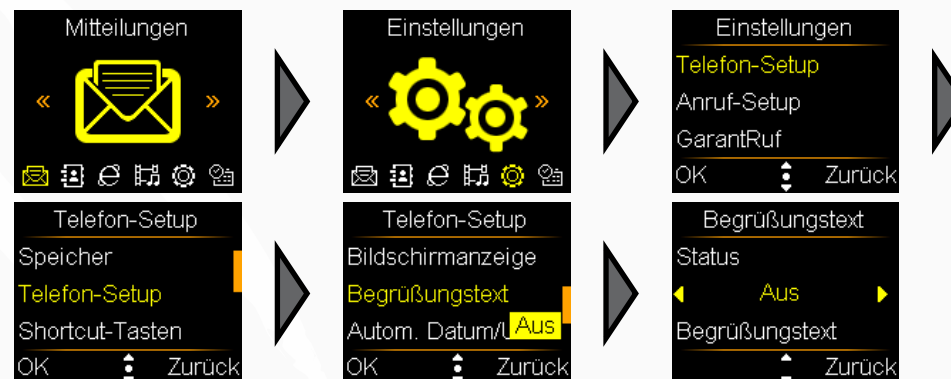 Mitteilungen
«
»
Einstellungen
«
»
Einstellungen
Telefon-Setup
Anruf-Setup
GarantRuf
OK
Zurück
Telefon-Setup
Speicher
Telefon-Setup
Shortcut-Tasten
OK
Zurück
Telefon-Setup
Bildschirmanzeige
Begrüßungstext
Autom. Datum/
Aus
OK
Zurück
Begrüßungstext
Status
Aus
Begrüßungstext
Zurück